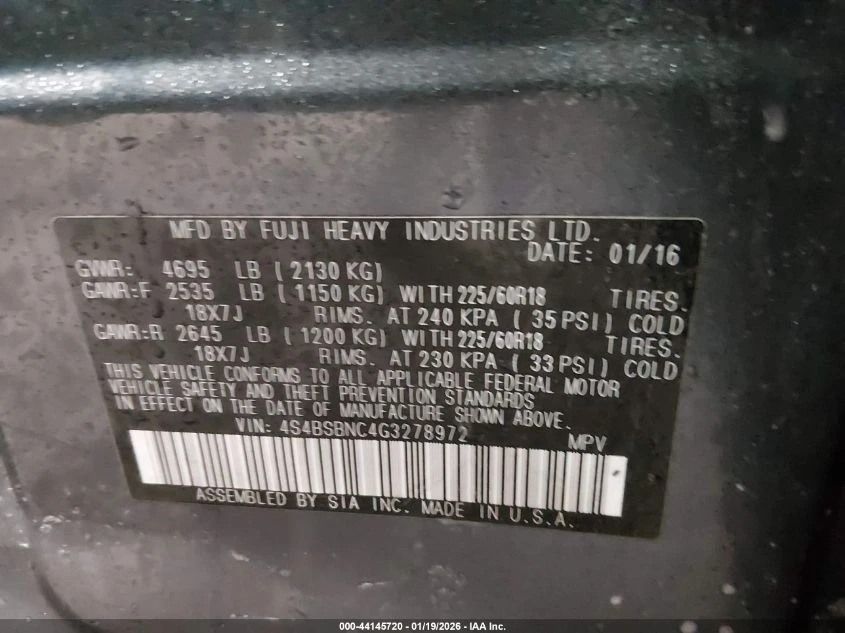 MFD BY FUJI HEAVY INDUSTRIES LTD.
DATE: 01/16
GVWR: 4695 LB (2130 KG)
GAWR:F 2535 LB (1150 KG) WITH 225/60R18 TIRES.
18X7J RIMS. AT 240 KPA (35 PSI) COLD
GAWR:R 2645 LB (1200 KG) WITH 225/60R18 TIRES.
18X7J RIMS. AT 230 KPA (33 PSI) COLD
THIS VEHICLE CONFORMS TO ALL APPLICABLE FEDERAL MOTOR
VEHICLE SAFETY AND THEFT PREVENTION STANDARDS
IN EFFECT ON THE DATE OF MANUFACTURE SHOWN ABOVE.
VIN: 4S4BSBNC4G3278972 MPV
ASSEMBLED BY SIA INC. MADE IN U.S.A.
000-44145720 - 01/19/2026 - IAA Inc.